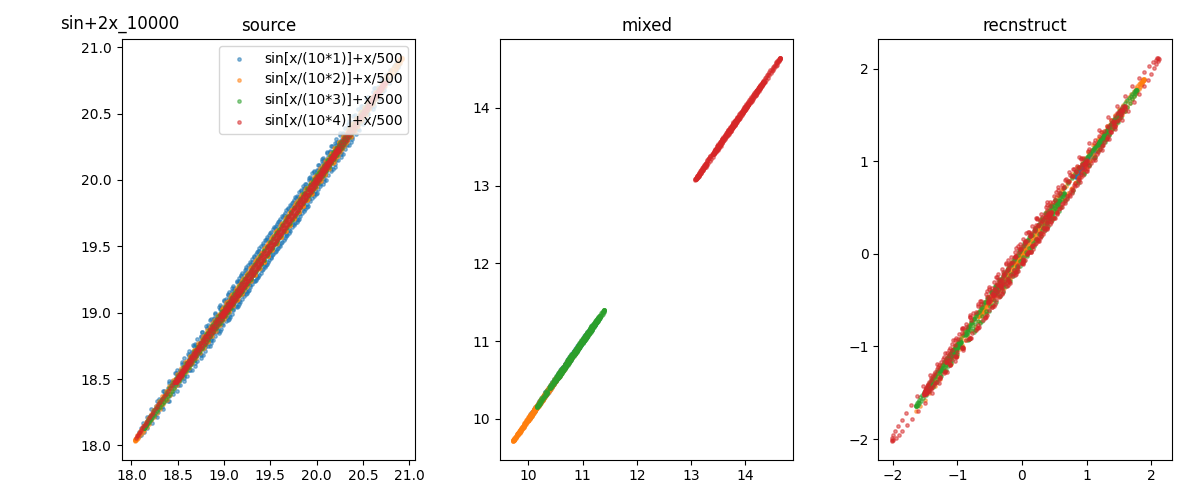 sin+2x_10000
source
mixed
recnstruct
sin[x/(10*1)]+x/500
sin[x/(10*2)]+x/500
sin[x/(10*3)]+x/500
sin[x/(10*4)]+x/500
21.0
20.5
20.0
19.5
19.0
18.5
18.0
18.0 18.5 19.0 19.5 20.0 20.5 21.0
14
13
12
11
10
10 11 12 13 14
2
1
0
−1
−2
−2 −1 0 1 2